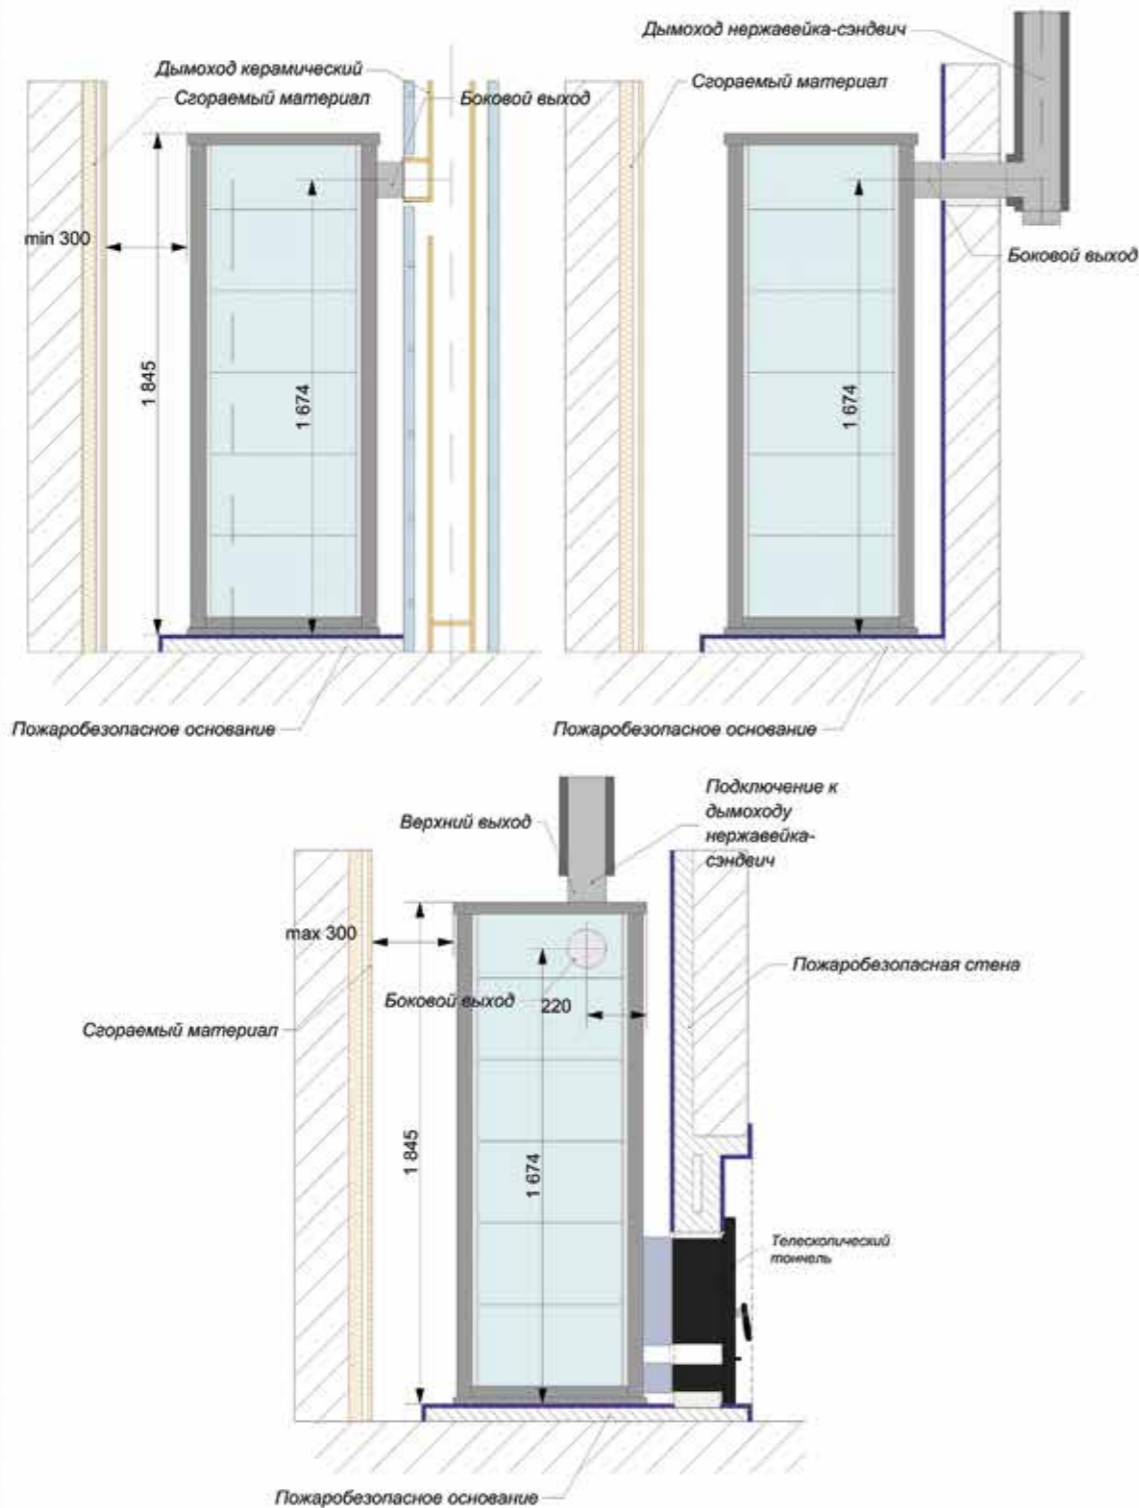 Дымоход керамический
Сгораемый материал
Боковой выход
min 300
1 845
1 674
Пожаробезопасное основание
Дымоход нержавейка-сэндвич
Сгораемый материал
Боковой выход
1 674
Пожаробезопасное основание
Верхний выход
Подключение к
дымоходу
нержавейка-
сэндвич
max 300
Боковой выход
220
Пожаробезопасная стена
Сгораемый материал
1 845
1 674
Телескопический
тоннель
Пожаробезопасное основание